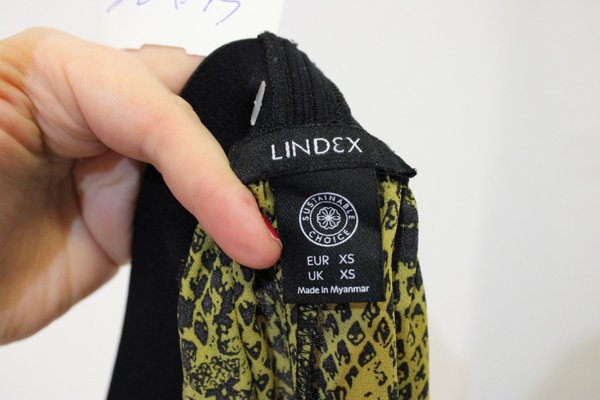 LINDEX
SUSTAINABLE
CHOICE
EUR XS
UK XS
Made in Myanmar